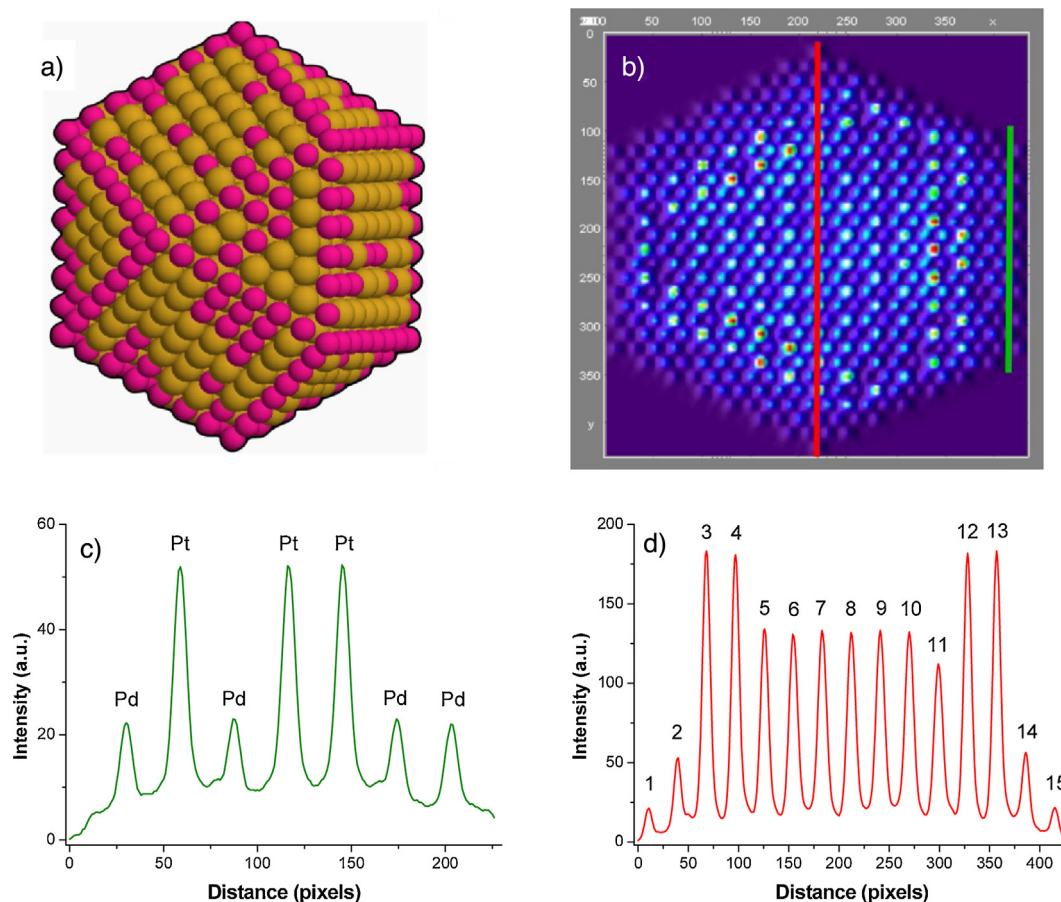 a)
b)
50 100 150 200 250 300 350 x
0
50
100
150
200
250
300
350
y
c)
Pt Pt Pt
Pd Pd Pd Pd
60
40
20
0
Intensity (a.u.)
0 50 100 150 200
Distance (pixels)
d)
3 4 12 13
5 6 7 8 9 10
11
2 14
1 15
200
150
100
50
0
Intensity (a.u.)
0 50 100 150 200 250 300 350 400
Distance (pixels)